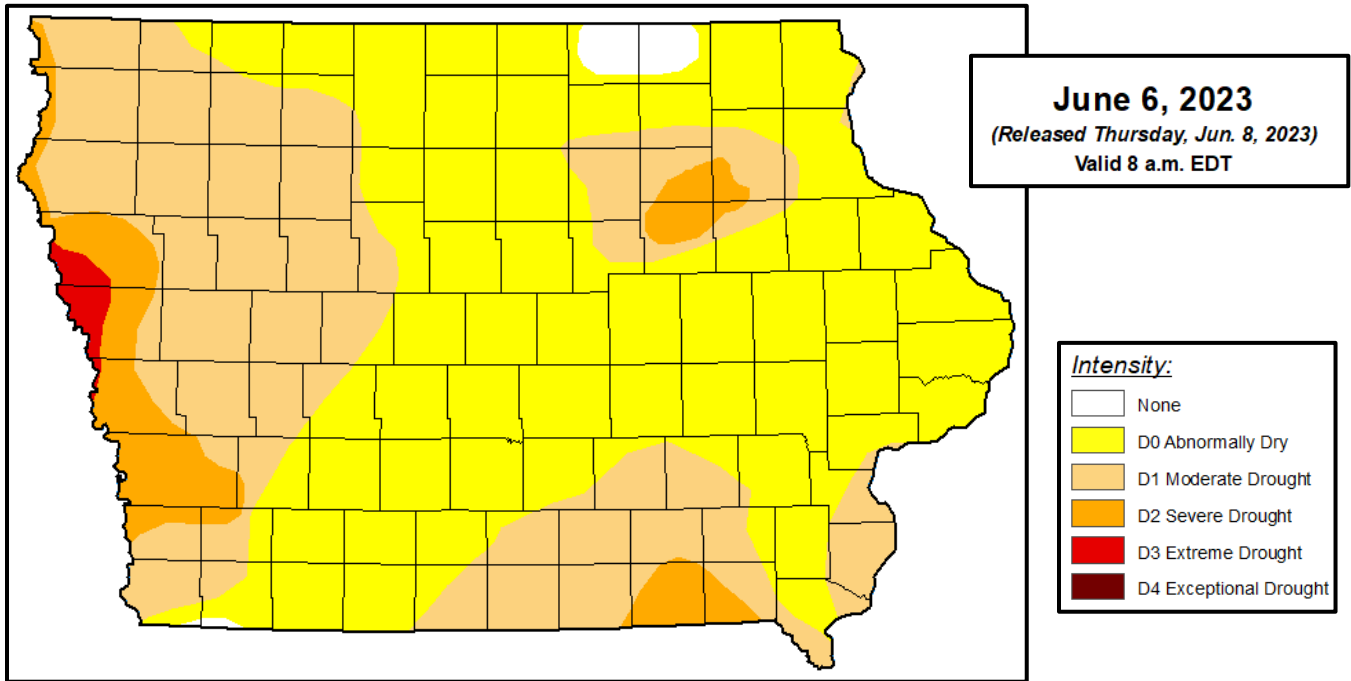 June 6, 2023
(Released Thursday, Jun. 8, 2023)
Valid 8 a.m. EDT
Intensity:
None
D0 Abnormally Dry
D1 Moderate Drought
D2 Severe Drought
D3 Extreme Drought
D4 Exceptional Drought